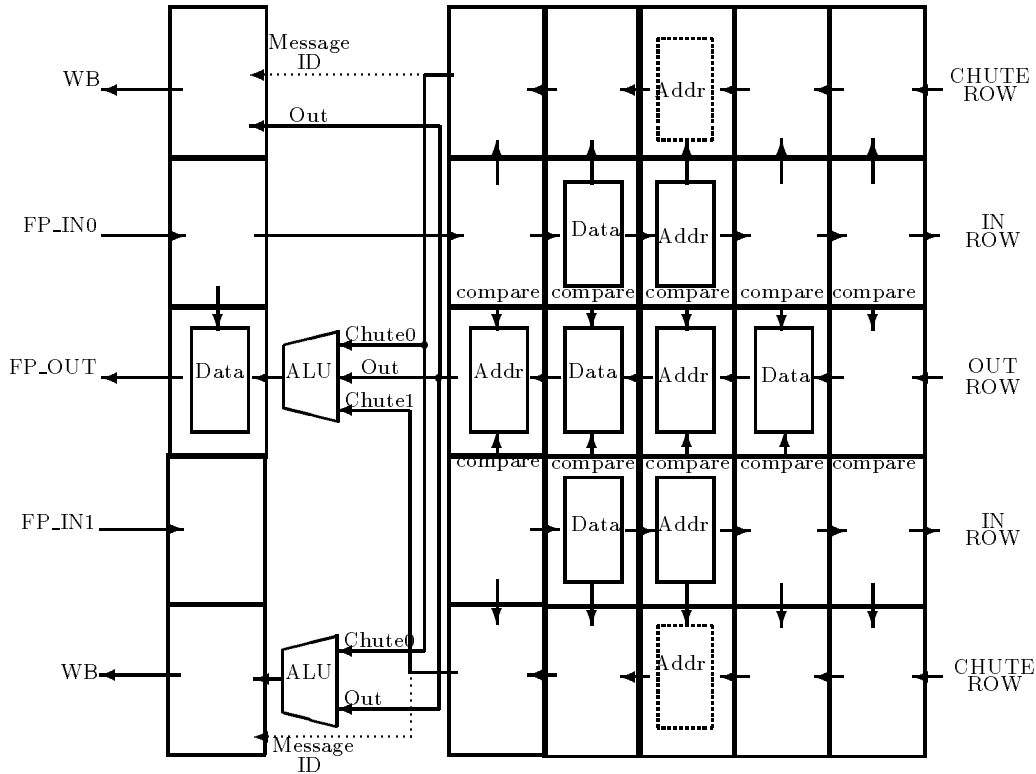 Message
ID
WB
Addr
CHUTE
ROW
Out
FP_IN0
Data
Addr
IN
ROW
compare compare compare compare compare
Chute0
FP_OUT
Data
ALU
Out
Addr
Data
Addr
Data
OUT
ROW
Chute1
compare compare compare compare compare
FP_IN1
Data
Addr
IN
ROW
Chute0
WB
ALU
Addr
CHUTE
ROW
Out
Message
ID